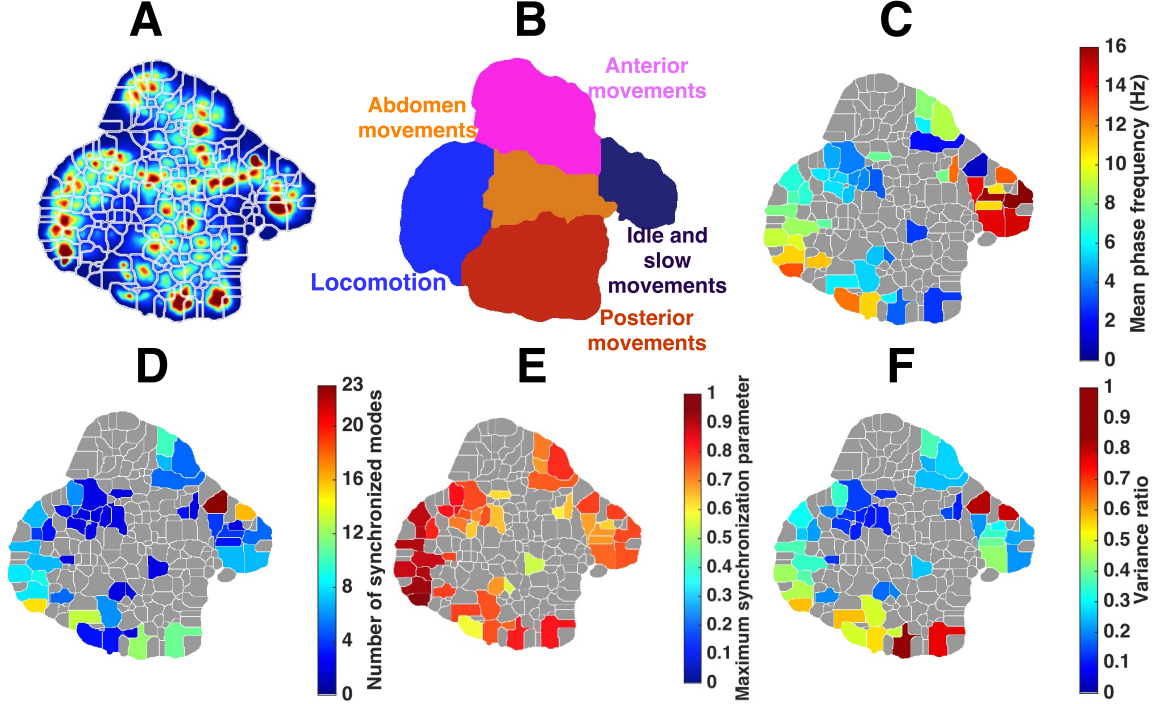 A
B
C
Anterior
movements
Abdomen
movements
Locomotion
Idle and
slow
movements
Posterior
movements
16
14
12
10
8
6
4
2
0
Mean phase frequency (Hz)
D
E
F
23
20
16
12
8
4
0
Number of synchronized modes
1
0.9
0.8
0.7
0.6
0.5
0.4
0.3
0.2
0.1
0
Maximum synchronization parameter
1
0.9
0.8
0.7
0.6
0.5
0.4
0.3
0.2
0.1
0
Variance ratio